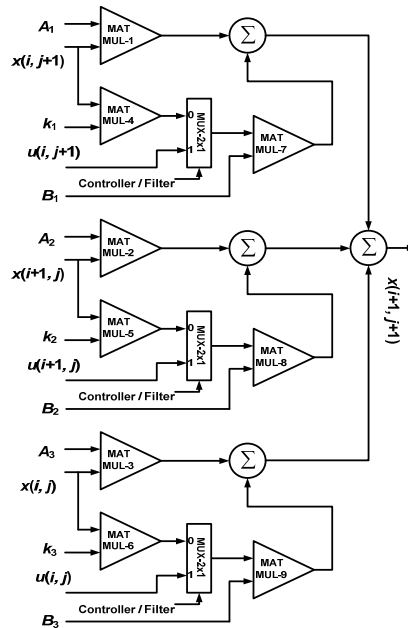 A1
MAT
MUL-1
Σ
x(i, j+1)
MAT
MUL-4
0
MUX-2x1
k1
MAT
MUL-7
u(i, j+1)
1
Controller / Filter
B1
A2
MAT
MUL-2
Σ
Σ
x(i+1, j)
x(i+1, j+1)
MAT
MUL-5
0
MUX-2x1
k2
MAT
MUL-8
u(i+1, j)
1
Controller / Filter
B2
A3
MAT
MUL-3
Σ
x(i, j)
MAT
MUL-6
0
MUX-2x1
k3
MAT
MUL-9
u(i, j)
1
Controller / Filter
B3